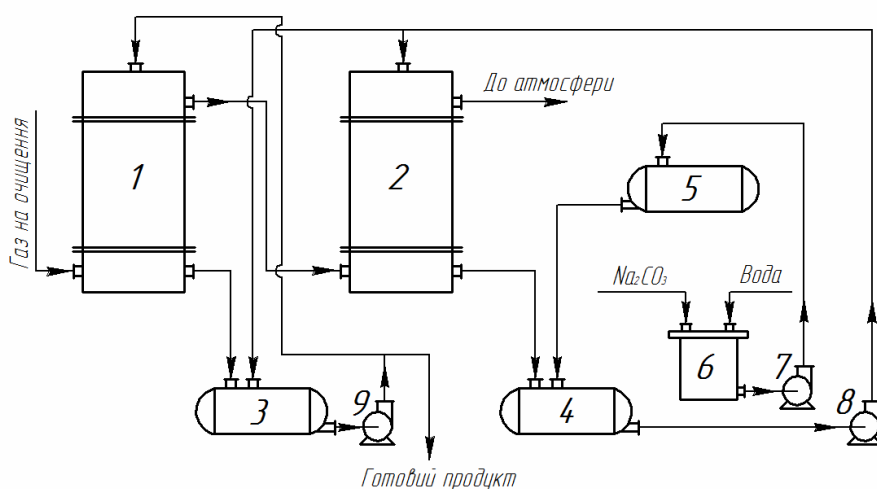 До атмосфери
Газ на очищення
1
2
5
Na₂CO₃
Вода
6
7
3
9
4
8
Готовий продукт